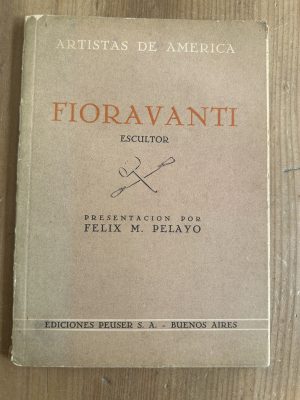 ARTISTAS DE AMERICA
FIORAVANTI
ESCULTOR
PRESENTACION POR
FELIX M. PELAYO
EDICIONES PEUSER S. A. - BUENOS AIRES